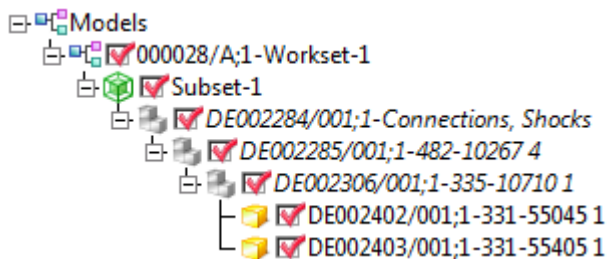 Models
000028/A;1-Workset-1
Subset-1
DE002284/001;1-Connections, Shocks
DE002285/001;1-482-10267 4
DE002306/001;1-335-10710 1
DE002402/001;1-331-55045 1
DE002403/001;1-331-55405 1